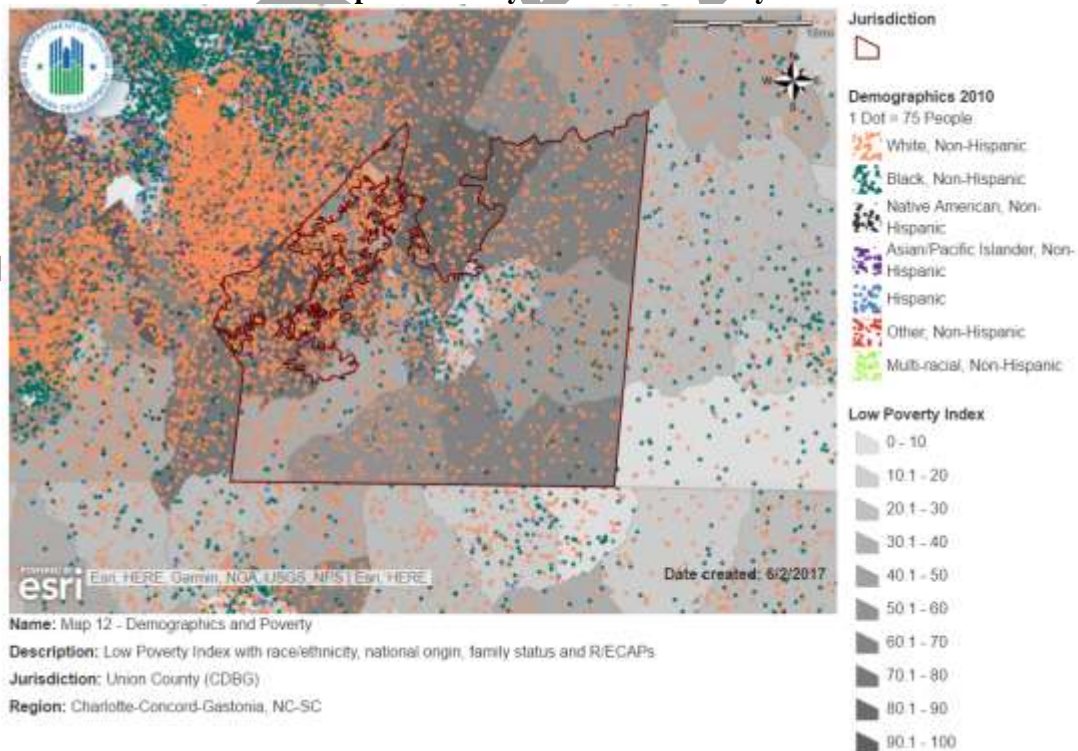 Jurisdiction
N
W
S
Demographics 2010
1 Dot = 75 People
White, Non-Hispanic
Black, Non-Hispanic
Native American, Non-
Hispanic
Asian/Pacific Islander, Non-
Hispanic
Hispanic
Other, Non-Hispanic
Multi-racial, Non-Hispanic
Low Poverty Index
0 - 10
10.1 - 20
20.1 - 30
30.1 - 40
40.1 - 50
50.1 - 60
60.1 - 70
70.1 - 80
80.1 - 90
90.1 - 100
POWERED BY
esri
Esri, HERE, Garmin, NGA, USGS, NPS | Esri, HERE
Date created: 6/2/2017
Name: Map 12 - Demographics and Poverty
Description: Low Poverty Index with race/ethnicity, national origin, family status and R/ECAPs
Jurisdiction: Union County (CDBG)
Region: Charlotte-Concord-Gastonia, NC-SC